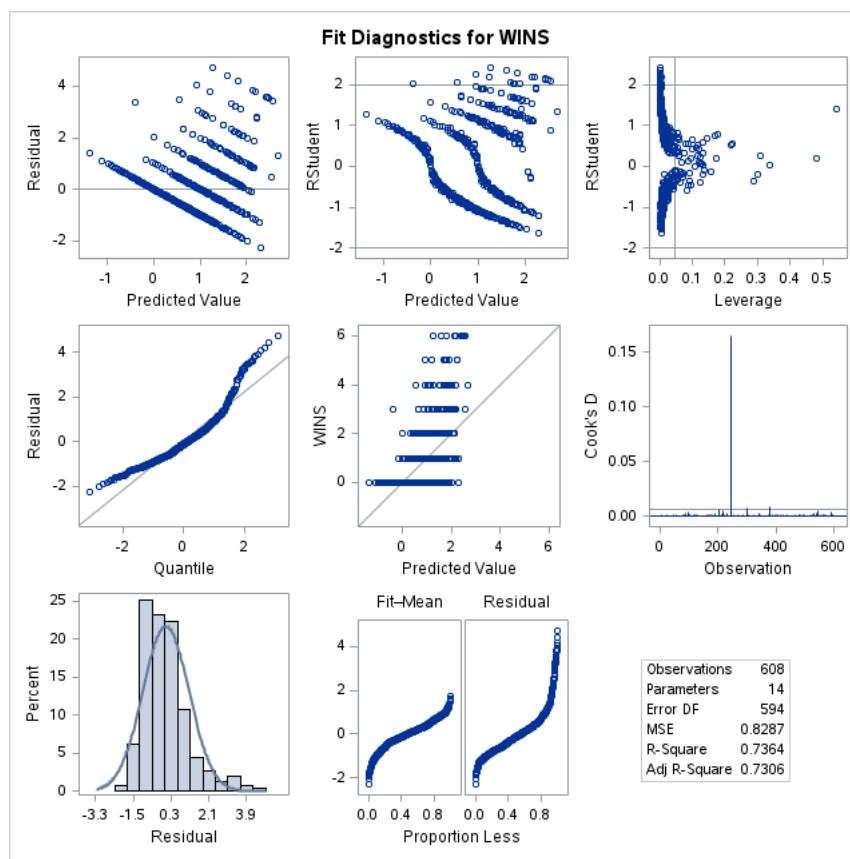 Fit Diagnostics for WINS
4
2
0
-2
Residual
-1 0 1 2
Predicted Value
2
1
0
-1
-2
RStudent
-1 0 1 2
Predicted Value
2
1
0
-1
-2
RStudent
0.0 0.1 0.2 0.3 0.4 0.5
Leverage
4
2
0
-2
Residual
-2 0 2
Quantile
6
5
4
3
2
1
0
WINS
0 2 4 6
Predicted Value
0.15
0.10
0.05
0.00
Cook's D
0 200 400 600
Observation
25
20
15
10
5
0
Percent
-3.3 -1.5 0.3 2.1 3.9
Residual
Fit–Mean Residual
4
2
0
-2
0.0 0.4 0.8 0.0 0.4 0.8
Proportion Less
Observations 608
Parameters 14
Error DF 594
MSE 0.8287
R-Square 0.7364
Adj R-Square 0.7306